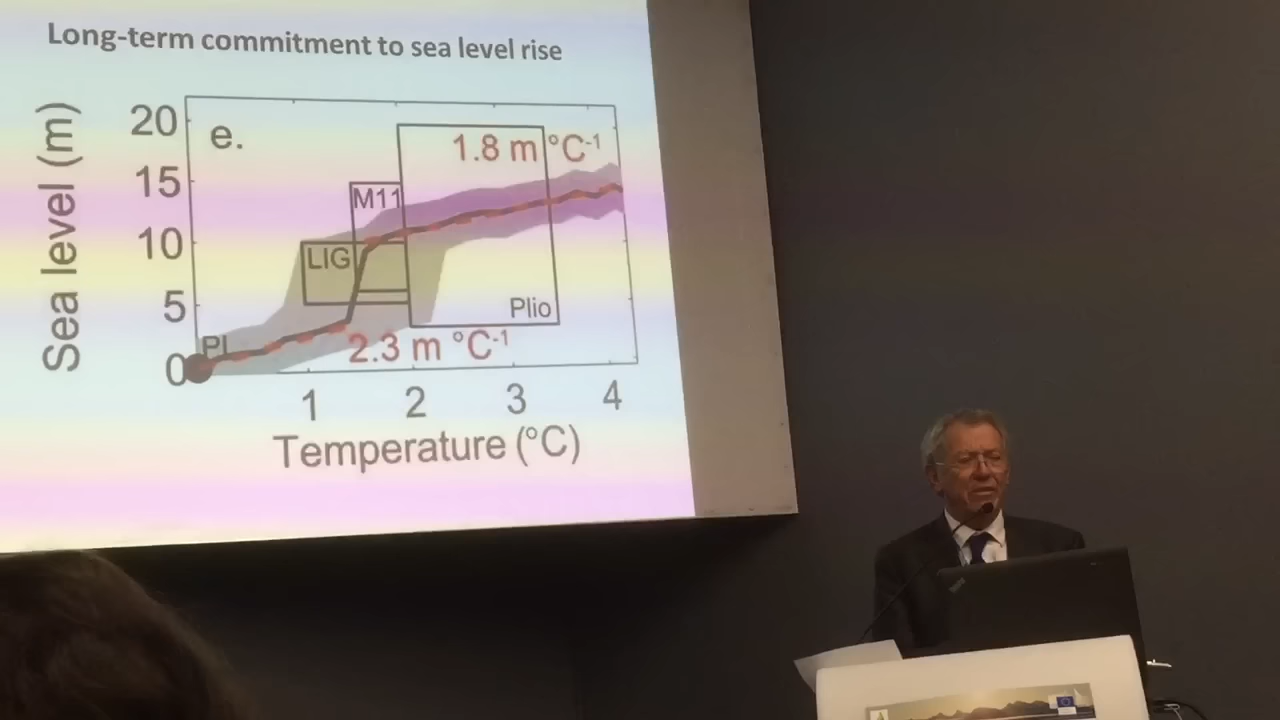 Long-term commitment to sea level rise
Sea level (m)
20
15
10
5
0
e.
1.8 m °C-1
M11
LIG
Plio
PI
2.3 m °C-1
1 2 3 4
Temperature (°C)